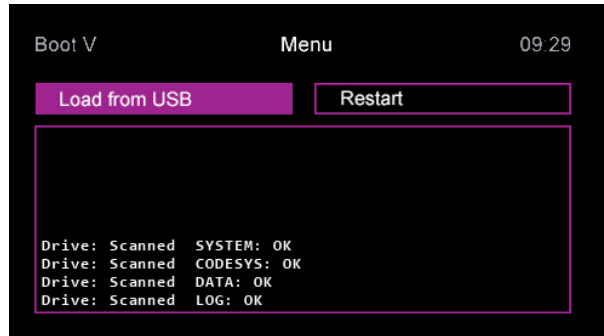 Boot V Menu 09:29
Load from USB Restart
Drive: Scanned SYSTEM: OK
Drive: Scanned CODESYS: OK
Drive: Scanned DATA: OK
Drive: Scanned LOG: OK